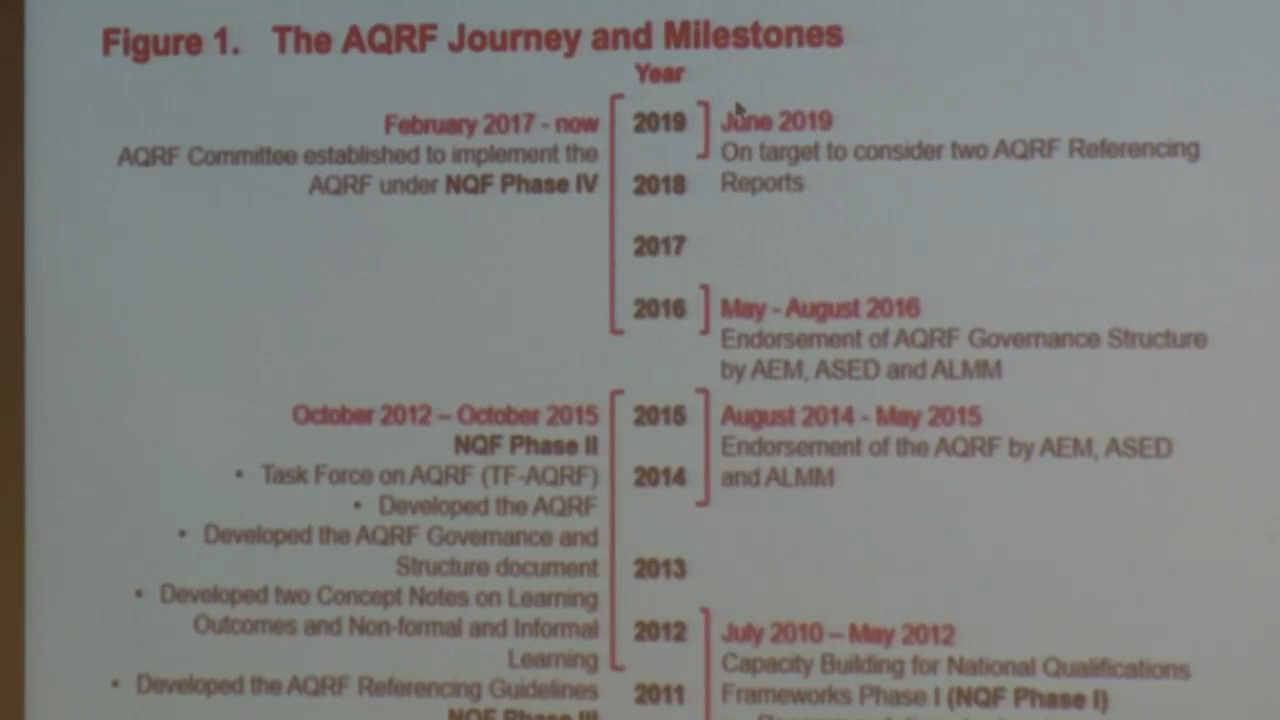 Figure 1. The AQRF Journey and Milestones
Year
February 2017 - now
AQRF Committee established to implement the
AQRF under NQF Phase IV
2019
2018
2017
2016
June 2019
On target to consider two AQRF Referencing
Reports
May - August 2016
Endorsement of AQRF Governance Structure
by AEM, ASED and ALMM
October 2012 – October 2015
NQF Phase II
• Task Force on AQRF (TF-AQRF)
• Developed the AQRF
• Developed the AQRF Governance and
Structure document
• Developed two Concept Notes on Learning
Outcomes and Non-formal and Informal
Learning
• Developed the AQRF Referencing Guidelines
NQF Phase III
2015
2014
2013
2012
2011
August 2014 - May 2015
Endorsement of the AQRF by AEM, ASED
and ALMM
July 2010 – May 2012
Capacity Building for National Qualifications
Frameworks Phase I (NQF Phase I)